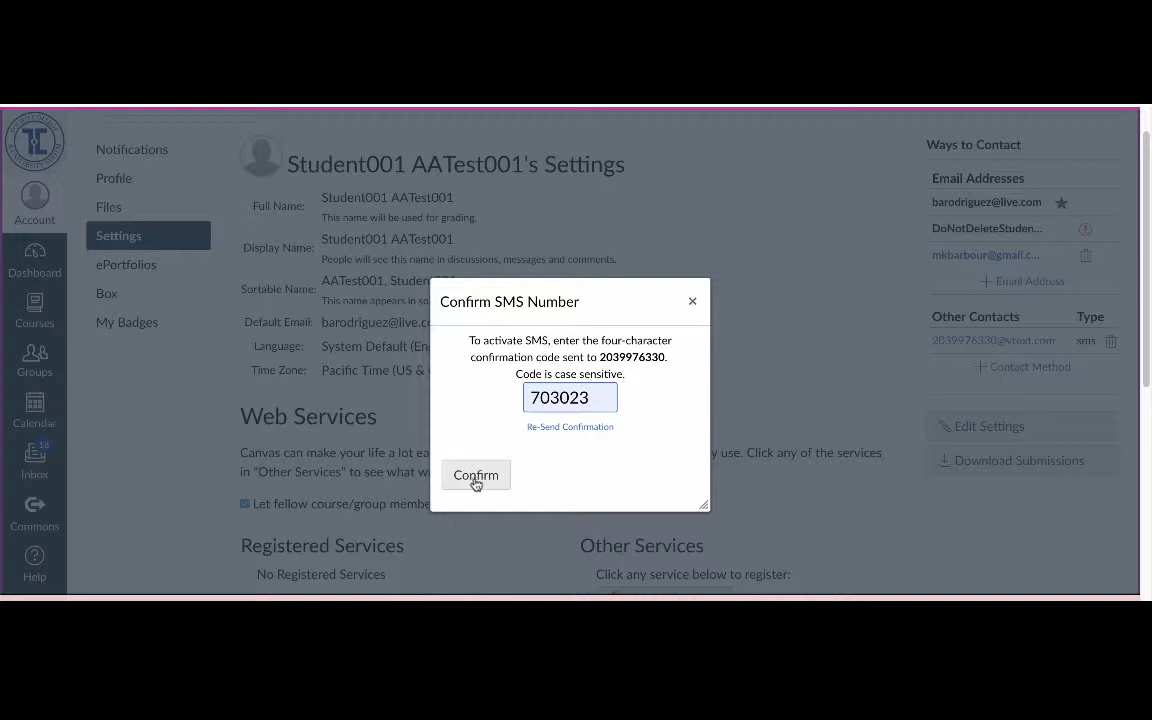 Notifications
Profile
Files
Settings
ePortfolios
Box
My Badges
Account
Dashboard
Courses
Groups
Calendar
18
Inbox
Commons
Help
Student001 AATest001's Settings
Full Name: Student001 AATest001
This name will be used for grading.
Display Name: Student001 AATest001
People will see this name in discussions, messages and comments.
Sortable Name: AATest001, Studen
This name appears in so
Default Email: barodriguez@live.c
Language: System Default (En
Time Zone: Pacific Time (US &
Web Services
Canvas can make your life a lot ea
y use. Click any of the services
in "Other Services" to see what w
Let fellow course/group membe
Registered Services
No Registered Services
Other Services
Click any service below to register:
Confirm SMS Number
×
To activate SMS, enter the four-character
confirmation code sent to 2039976330.
Code is case sensitive.
703023
Re-Send Confirmation
Confirm
Ways to Contact
Email Addresses
barodriguez@live.com
DoNotDeleteStuden...
mkbarbour@gmail.c...
+ Email Address
Other Contacts Type
2039976330@vtext.com sms
+ Contact Method
Edit Settings
Download Submissions